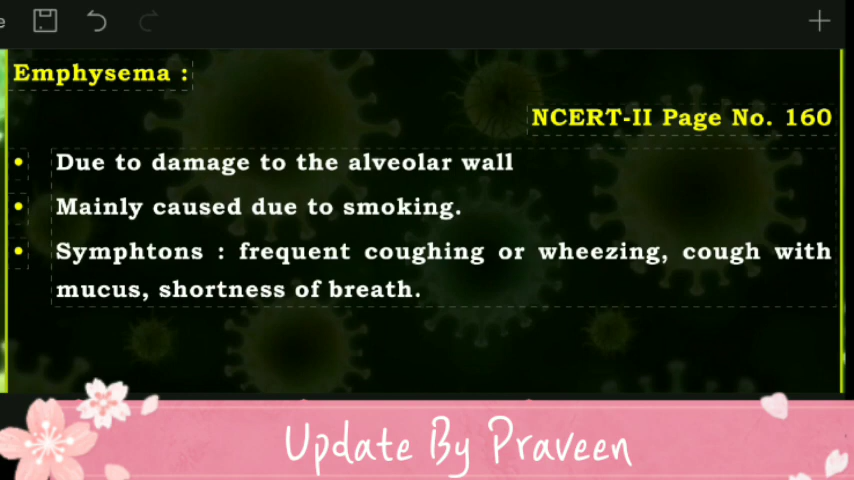 e
Emphysema :
NCERT-II Page No. 160
• Due to damage to the alveolar wall
• Mainly caused due to smoking.
• Symphtons : frequent coughing or wheezing, cough with
mucus, shortness of breath.
Update By Praveen